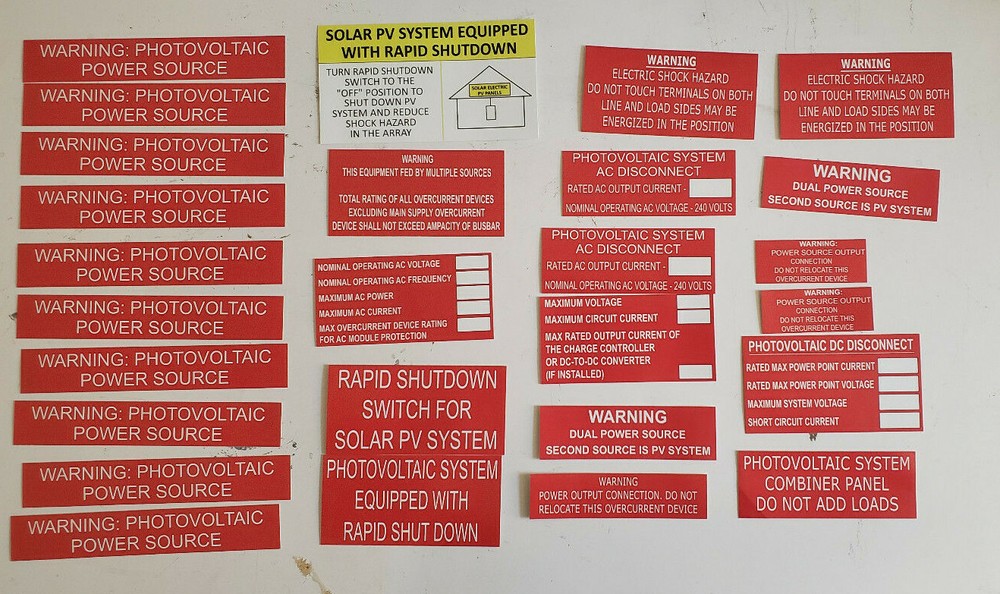 WARNING: PHOTOVOLTAIC
POWER SOURCE
WARNING: PHOTOVOLTAIC
POWER SOURCE
WARNING: PHOTOVOLTAIC
POWER SOURCE
WARNING: PHOTOVOLTAIC
POWER SOURCE
WARNING: PHOTOVOLTAIC
POWER SOURCE
WARNING: PHOTOVOLTAIC
POWER SOURCE
WARNING: PHOTOVOLTAIC
POWER SOURCE
WARNING: PHOTOVOLTAIC
POWER SOURCE
WARNING: PHOTOVOLTAIC
POWER SOURCE
WARNING: PHOTOVOLTAIC
POWER SOURCE
SOLAR PV SYSTEM EQUIPPED
WITH RAPID SHUTDOWN
TURN RAPID SHUTDOWN
SWITCH TO THE
"OFF" POSITION TO
SHUT DOWN PV
SYSTEM AND REDUCE
SHOCK HAZARD
IN THE ARRAY
SOLAR ELECTRIC
PV PANELS
WARNING
THIS EQUIPMENT FED BY MULTIPLE SOURCES
TOTAL RATING OF ALL OVERCURRENT DEVICES
EXCLUDING MAIN SUPPLY OVERCURRENT
DEVICE SHALL NOT EXCEED AMPACITY OF BUSBAR
NOMINAL OPERATING AC VOLTAGE
NOMINAL OPERATING AC FREQUENCY
MAXIMUM AC POWER
MAXIMUM AC CURRENT
MAX OVERCURRENT DEVICE RATING
FOR AC MODULE PROTECTION
RAPID SHUTDOWN
SWITCH FOR
SOLAR PV SYSTEM
PHOTOVOLTAIC SYSTEM
EQUIPPED WITH
RAPID SHUT DOWN
WARNING
ELECTRIC SHOCK HAZARD
DO NOT TOUCH TERMINALS ON BOTH
LINE AND LOAD SIDES MAY BE
ENERGIZED IN THE POSITION
PHOTOVOLTAIC SYSTEM
AC DISCONNECT
RATED AC OUTPUT CURRENT -
NOMINAL OPERATING AC VOLTAGE - 240 VOLTS
PHOTOVOLTAIC SYSTEM
AC DISCONNECT
RATED AC OUTPUT CURRENT -
NOMINAL OPERATING AC VOLTAGE - 240 VOLTS
MAXIMUM VOLTAGE
MAXIMUM CIRCUIT CURRENT
MAX RATED OUTPUT CURRENT OF
THE CHARGE CONTROLLER
OR DC-TO-DC CONVERTER
(IF INSTALLED)
WARNING
DUAL POWER SOURCE
SECOND SOURCE IS PV SYSTEM
WARNING
POWER OUTPUT CONNECTION. DO NOT
RELOCATE THIS OVERCURRENT DEVICE
WARNING
ELECTRIC SHOCK HAZARD
DO NOT TOUCH TERMINALS ON BOTH
LINE AND LOAD SIDES MAY BE
ENERGIZED IN THE POSITION
WARNING
DUAL POWER SOURCE
SECOND SOURCE IS PV SYSTEM
WARNING:
POWER SOURCE OUTPUT
CONNECTION
DO NOT RELOCATE THIS
OVERCURRENT DEVICE
WARNING:
POWER SOURCE OUTPUT
CONNECTION
DO NOT RELOCATE THIS
OVERCURRENT DEVICE
PHOTOVOLTAIC DC DISCONNECT
RATED MAX POWER POINT CURRENT
RATED MAX POWER POINT VOLTAGE
MAXIMUM SYSTEM VOLTAGE
SHORT CIRCUIT CURRENT
PHOTOVOLTAIC SYSTEM
COMBINER PANEL
DO NOT ADD LOADS